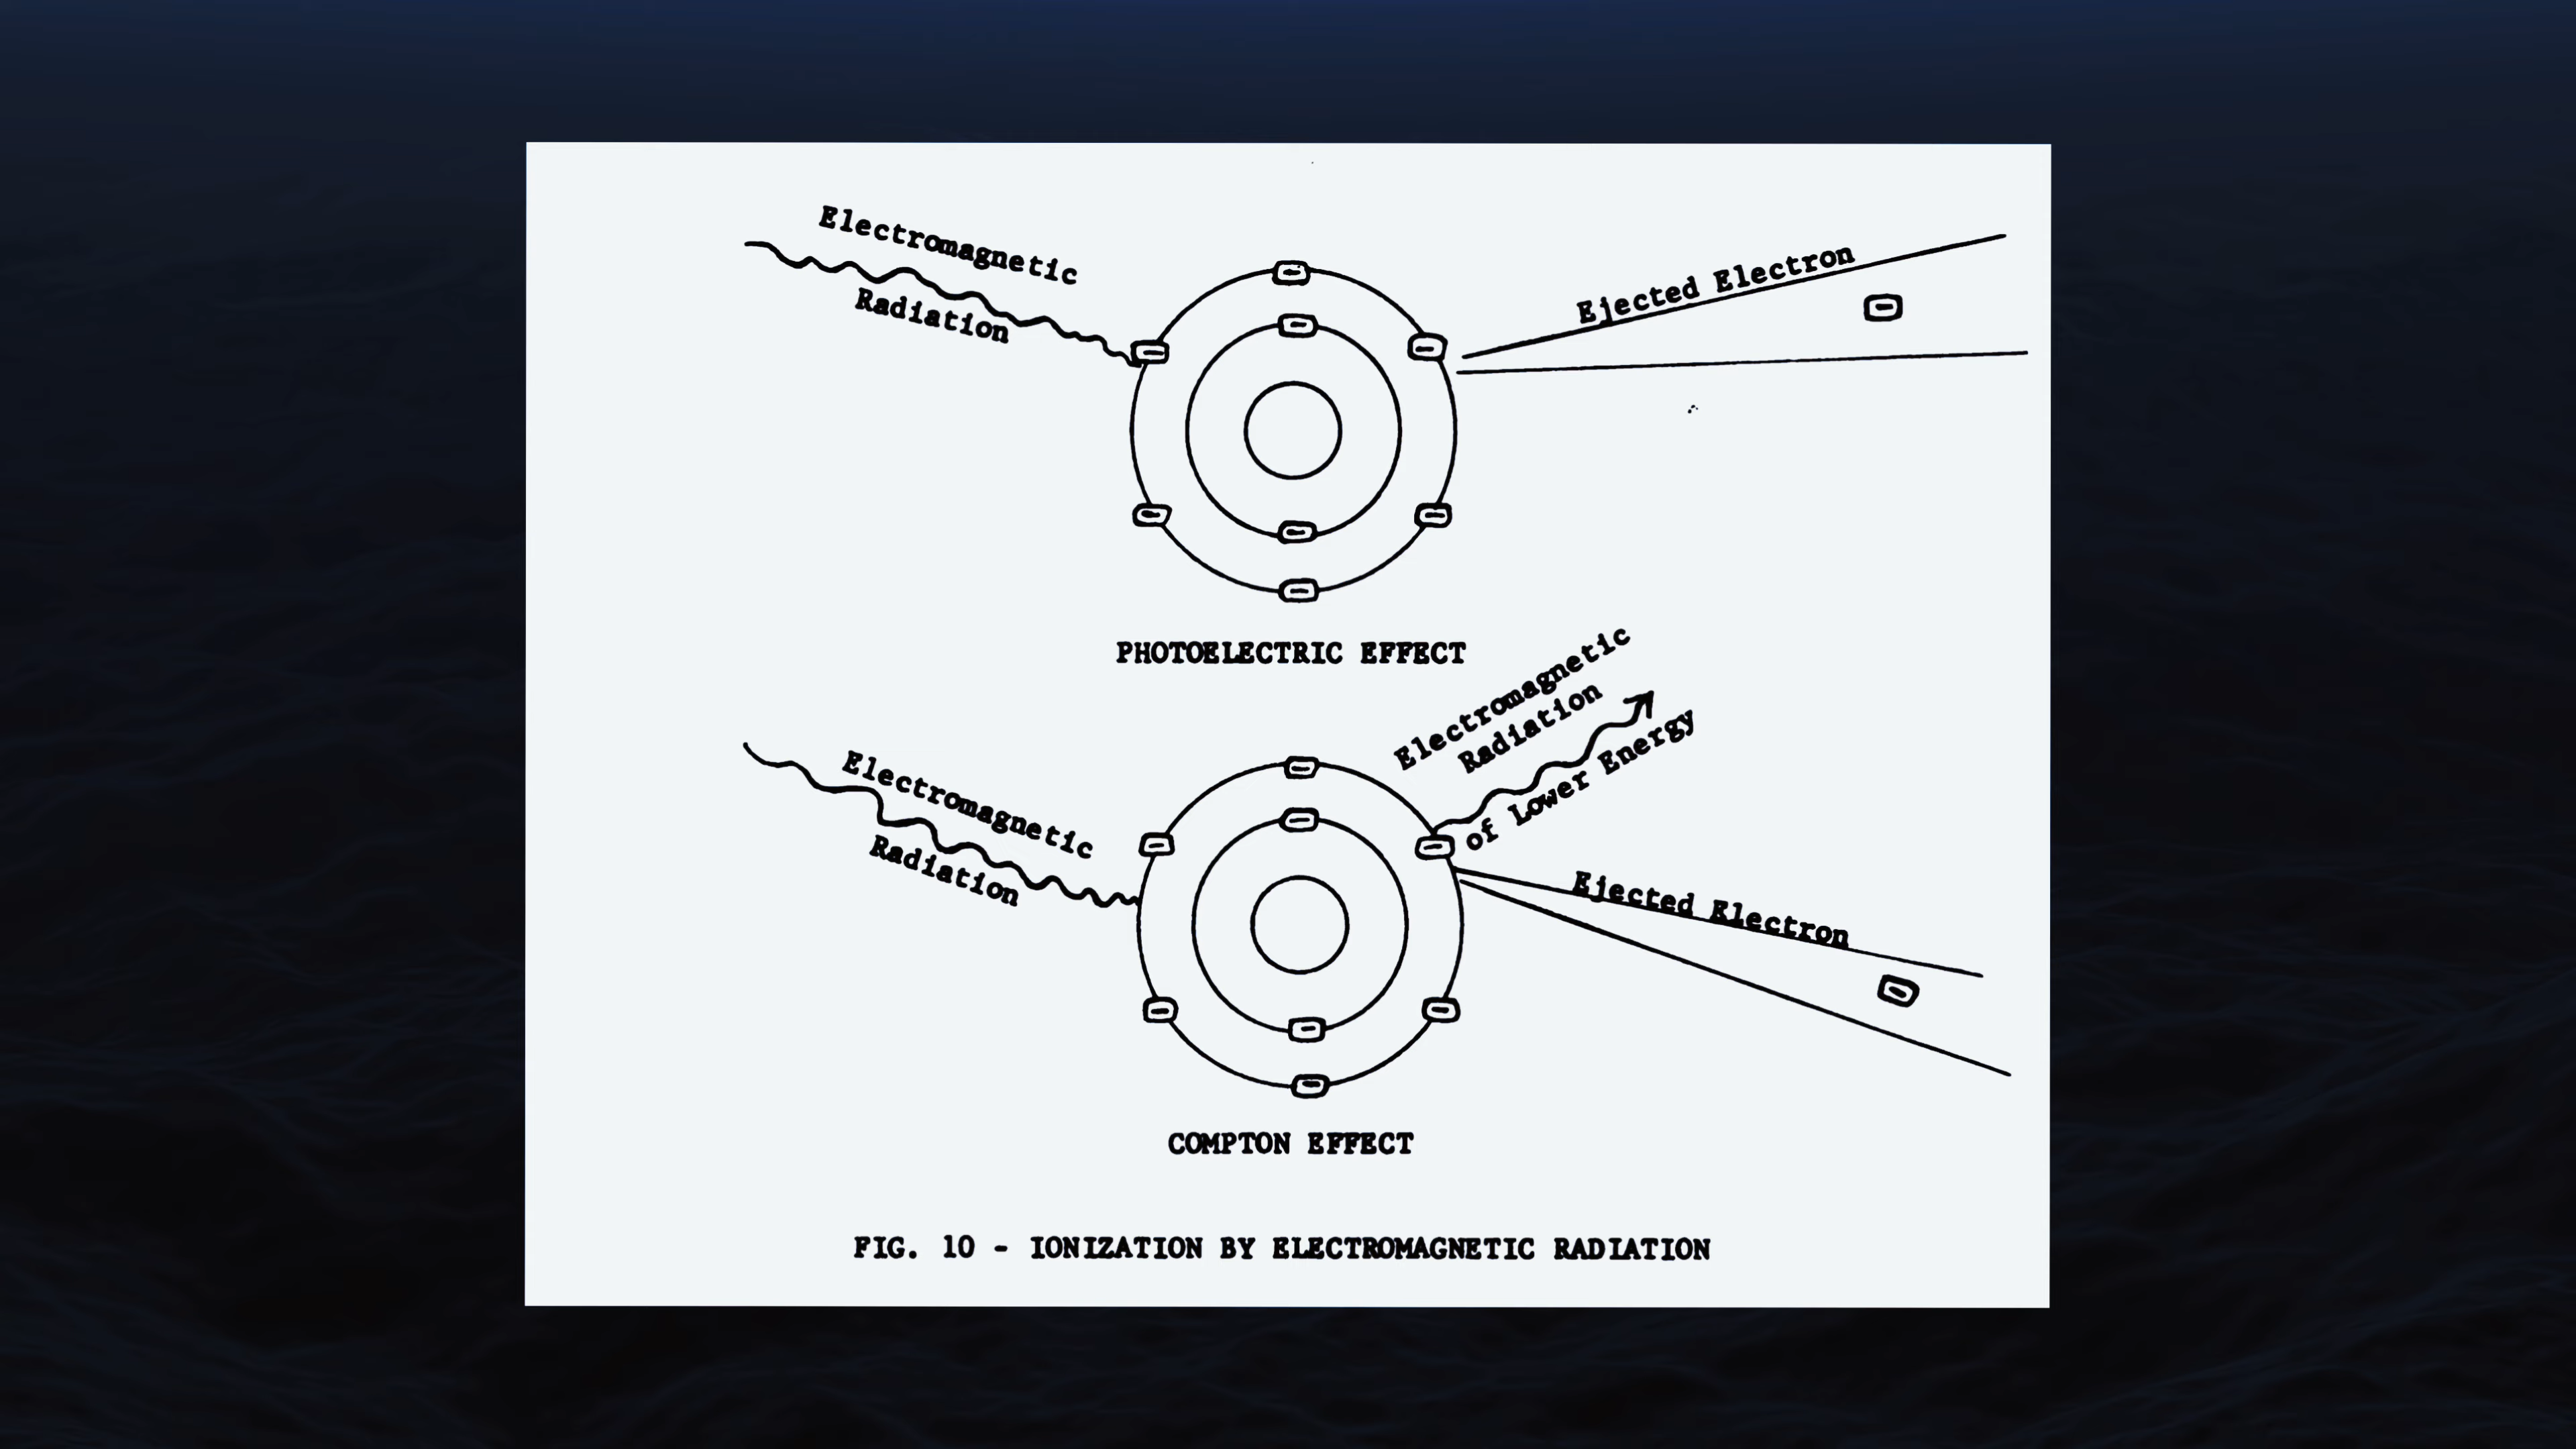 Electromagnetic
Radiation
Ejected Electron
PHOTOELECTRIC EFFECT
Electromagnetic
Radiation
of Lower Energy
Electromagnetic
Radiation
Ejected Electron
COMPTON EFFECT
FIG. 10 - IONIZATION BY ELECTROMAGNETIC RADIATION